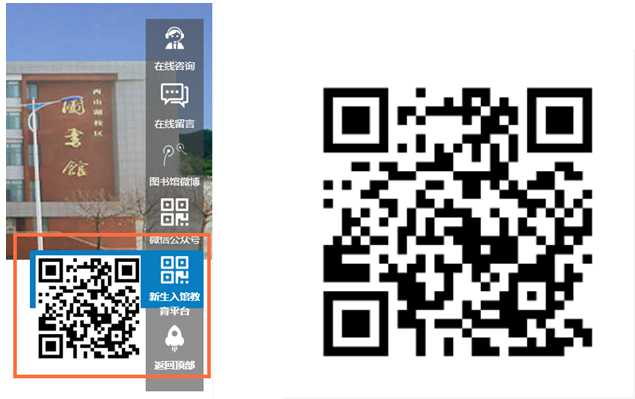 在线咨询
西山湖校区
图书馆
在线留言
图书馆微博
微信公众号
新生入馆教
育平台
返回顶部